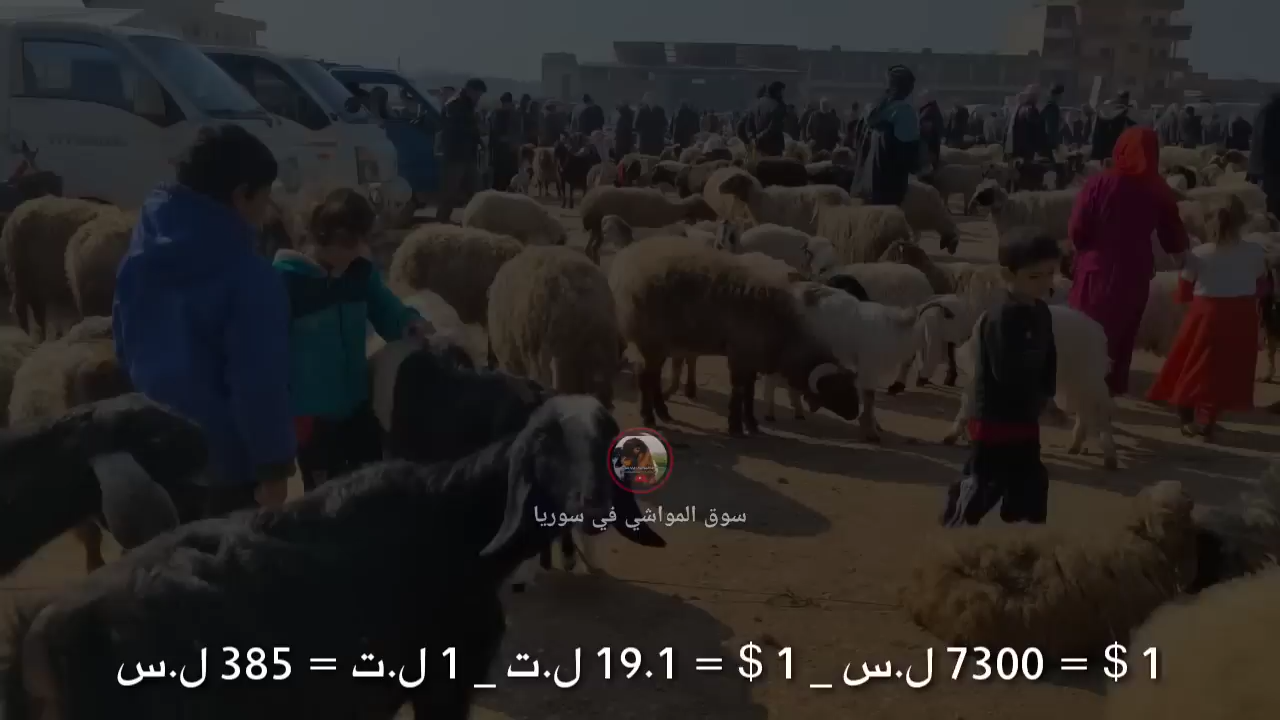 سوق المواشي في سوريا
1 $ = 7300 ل.س _ 1 $ = 19.1 ل.ت _ 1 ل.ت = 385 ل.س